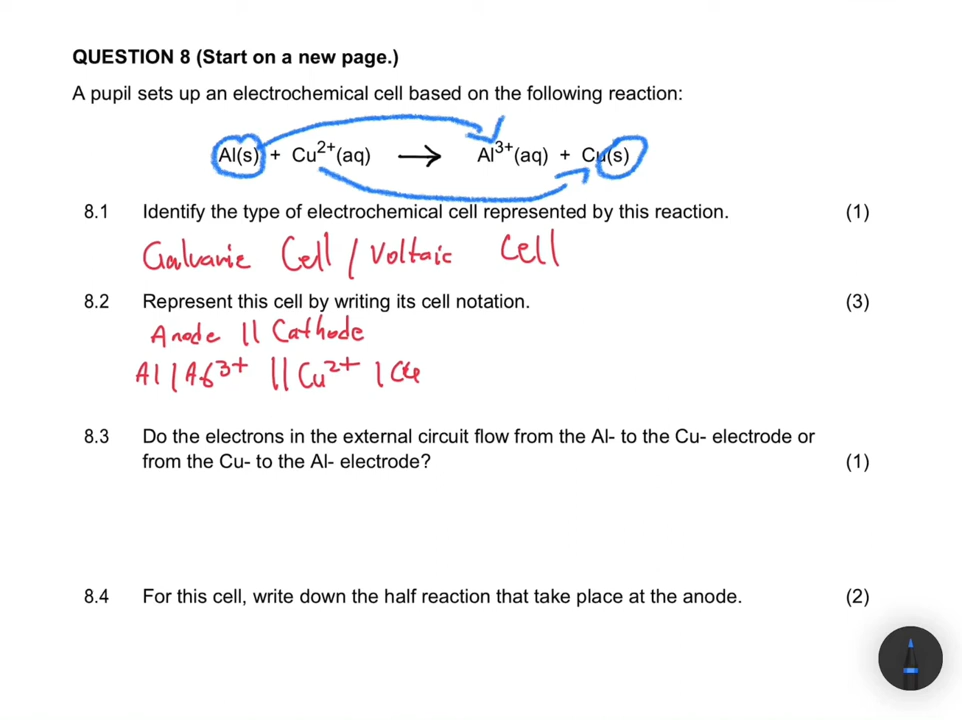 QUESTION 8 (Start on a new page.)
A pupil sets up an electrochemical cell based on the following reaction:
Al(s) + Cu²⁺(aq) → Al³⁺(aq) + Cu(s)
8.1 Identify the type of electrochemical cell represented by this reaction. (1)
Galvanic Cell / Voltaic Cell
8.2 Represent this cell by writing its cell notation. (3)
Anode || Cathode
Al | Al³⁺ || Cu²⁺ | Cu
8.3 Do the electrons in the external circuit flow from the Al- to the Cu- electrode or
from the Cu- to the Al- electrode? (1)
8.4 For this cell, write down the half reaction that take place at the anode. (2)